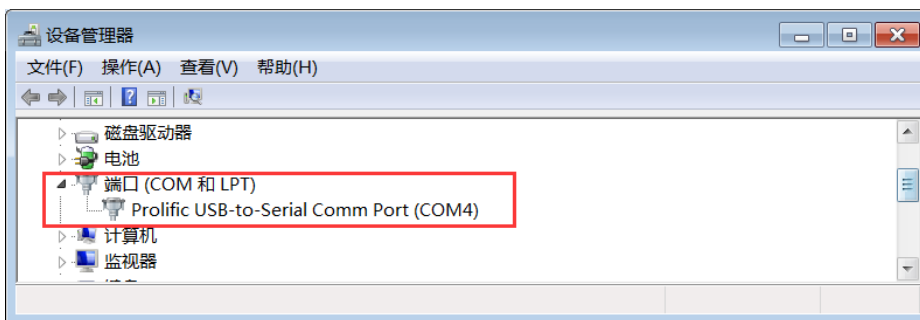 设备管理器
文件(F) 操作(A) 查看(V) 帮助(H)
磁盘驱动器
电池
端口 (COM 和 LPT)
Prolific USB-to-Serial Comm Port (COM4)
计算机
监视器